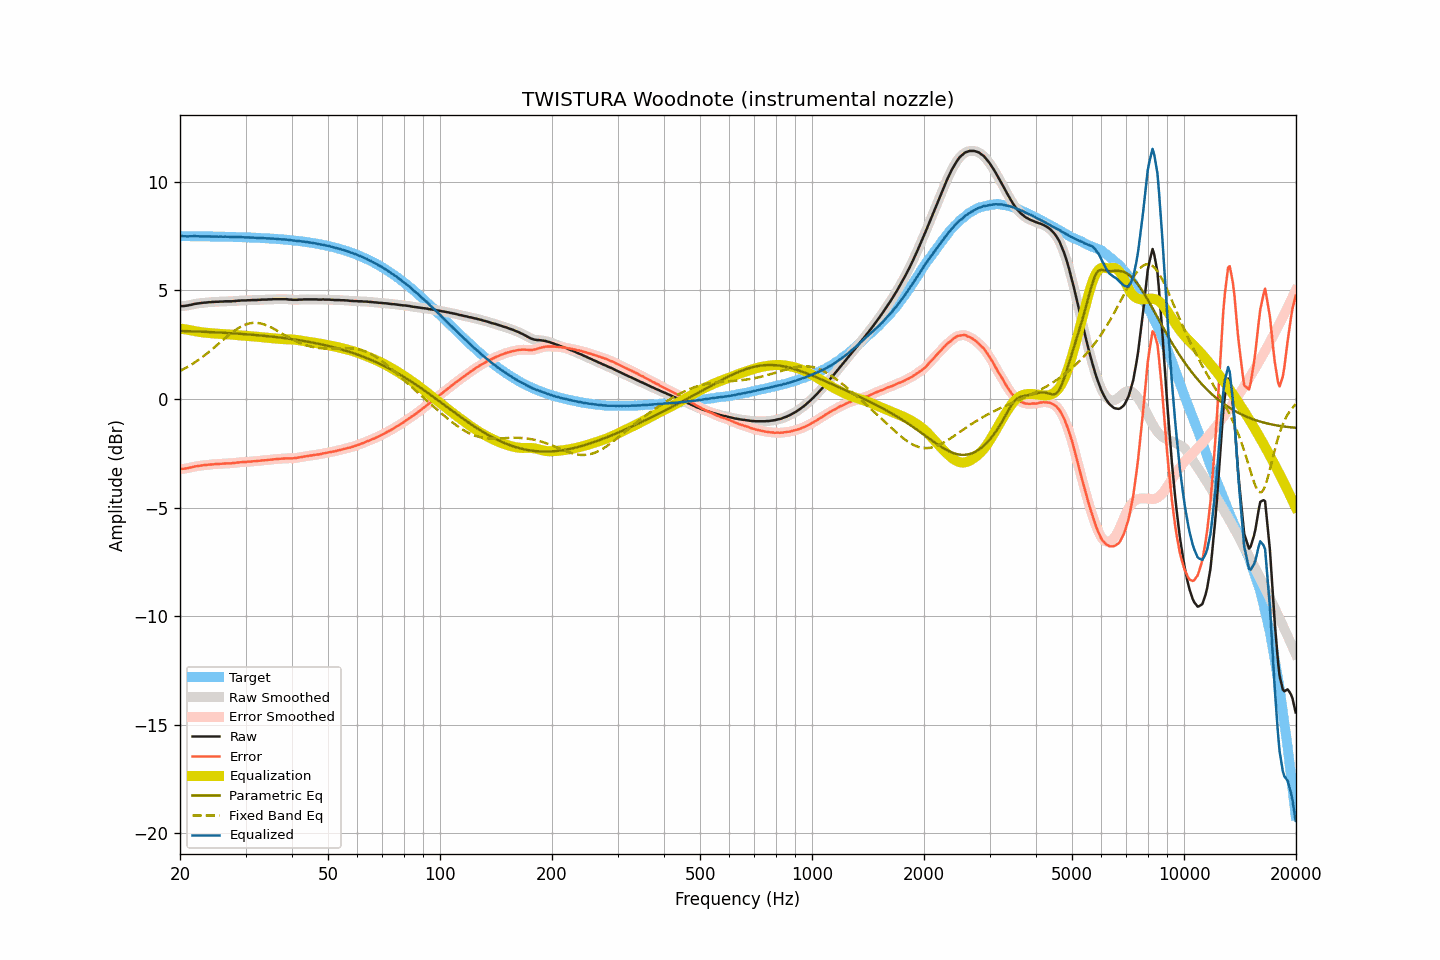 TWISTURA Woodnote (instrumental nozzle)
10
5
0
−5
−10
−15
−20
Amplitude (dBr)
Target
Raw Smoothed
Error Smoothed
Raw
Error
Equalization
Parametric Eq
Fixed Band Eq
Equalized
20 50 100 200 500 1000 2000 5000 10000 20000
Frequency (Hz)